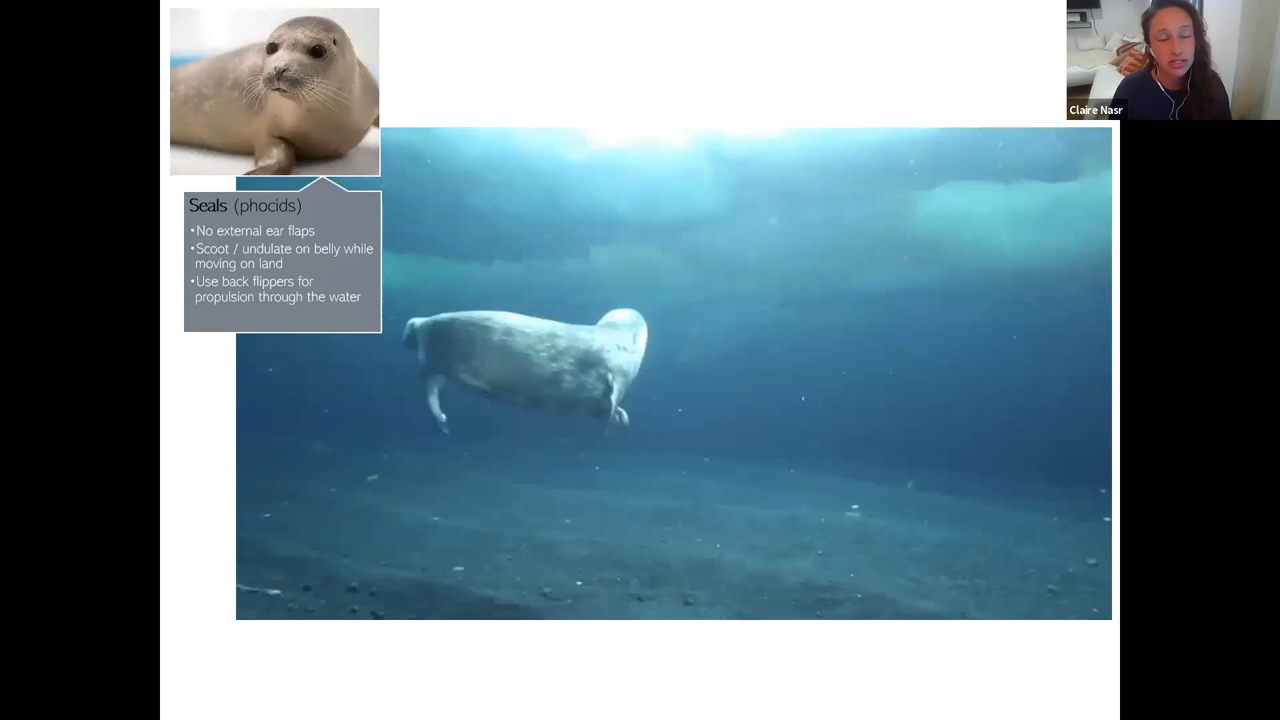 Claire Nasr
Seals (phocids)
•No external ear flaps
•Scoot / undulate on belly while
moving on land
•Use back flippers for
propulsion through the water